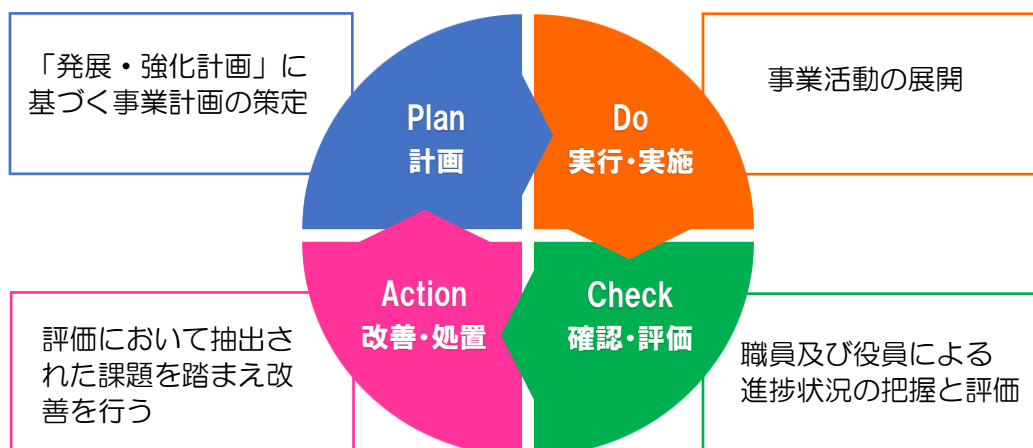 「発展・強化計画」に
基づく事業計画の策定
Plan
計画
Do
実行・実施
事業活動の展開
Action
改善・処置
Check
確認・評価
評価において抽出さ
れた課題を踏まえ改
善を行う
職員及び役員による
進捗状況の把握と評価